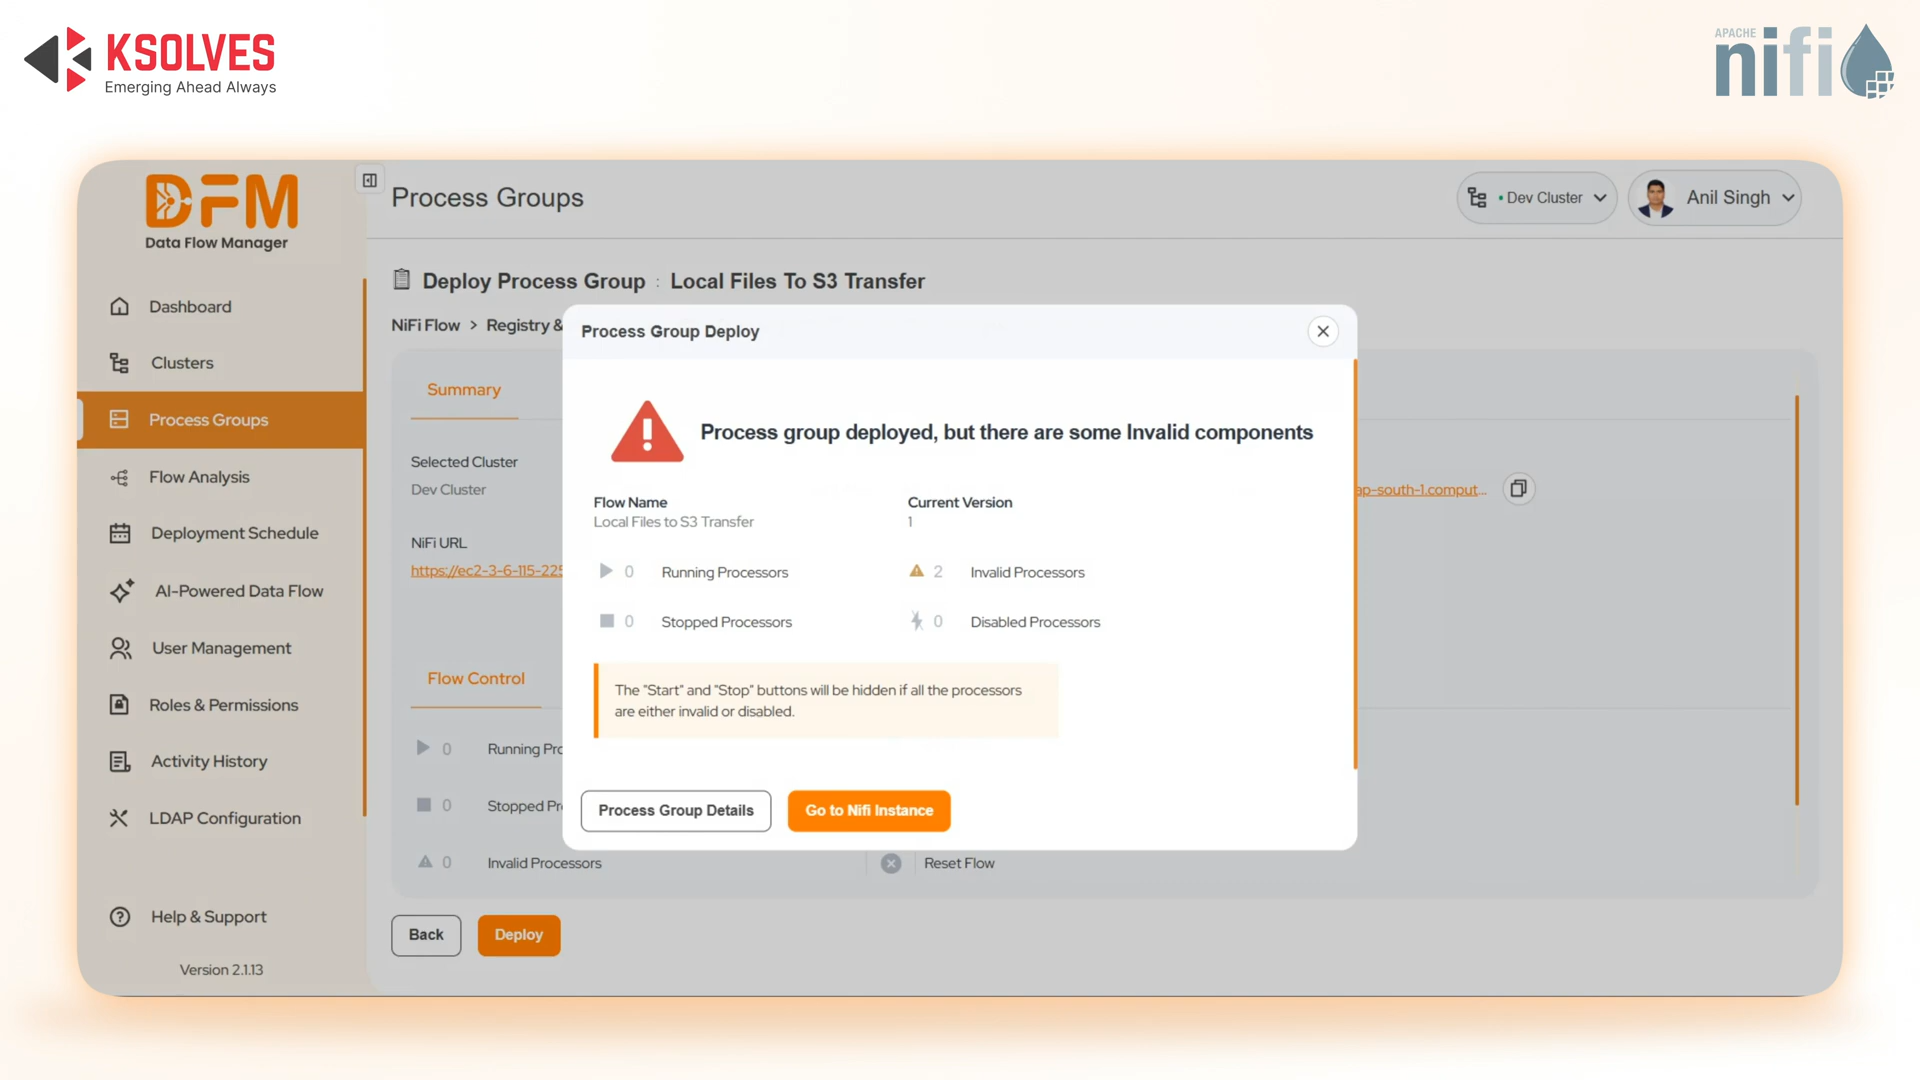 KSOLVES
Emerging Ahead Always
APACHE
nifi
DFM
Data Flow Manager
Process Groups
Dev Cluster
Anil Singh
Dashboard
Clusters
Process Groups
Flow Analysis
Deployment Schedule
AI-Powered Data Flow
User Management
Roles & Permissions
Activity History
LDAP Configuration
Help & Support
Version 2.1.13
Deploy Process Group : Local Files To S3 Transfer
NiFi Flow > Registry &
Summary
Selected Cluster
Dev Cluster
ap-south-1.comput...
NiFi URL
https://ec2-3-6-115-225
Flow Control
0 Running Pro
0 Stopped Pr
0 Invalid Processors
Reset Flow
Back
Deploy
Process Group Deploy
Process group deployed, but there are some Invalid components
Flow Name
Local Files to S3 Transfer
Current Version
1
0 Running Processors
2 Invalid Processors
0 Stopped Processors
0 Disabled Processors
The "Start" and "Stop" buttons will be hidden if all the processors
are either invalid or disabled.
Process Group Details
Go to Nifi Instance